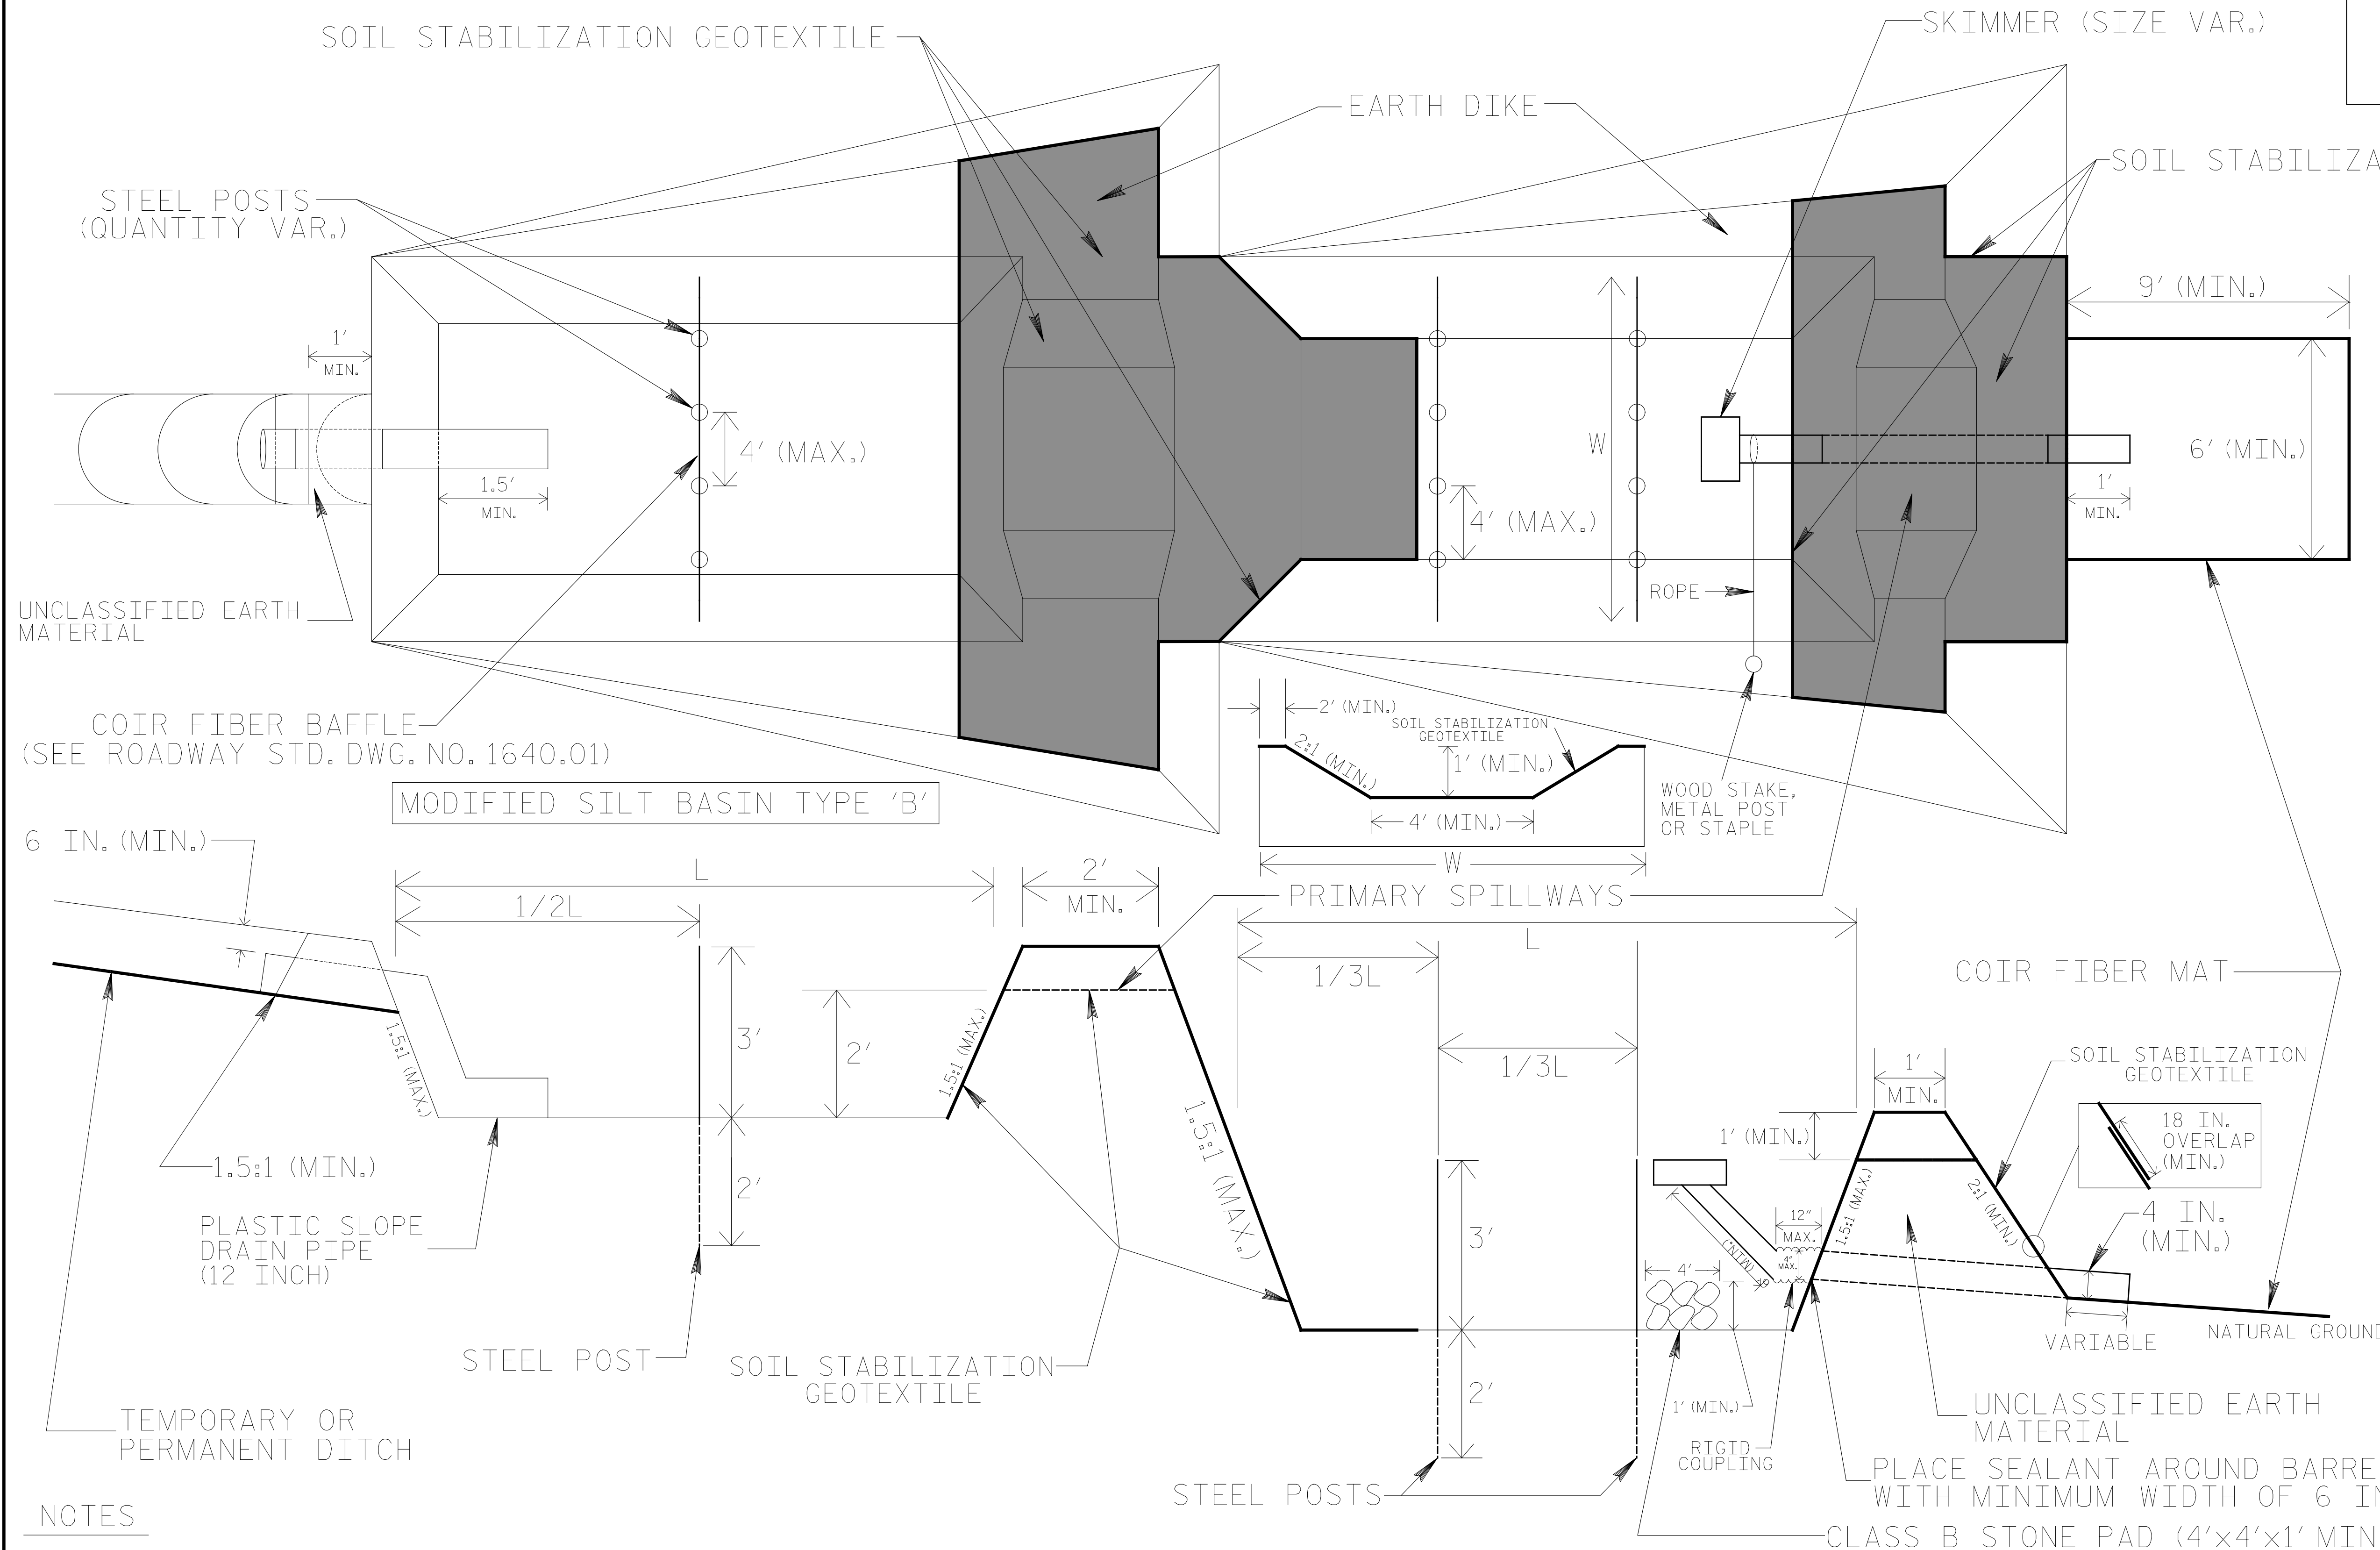 SOIL STABILIZATION GEOTEXTILE
SKIMMER (SIZE VAR.)
EARTH DIKE
SOIL STABILIZA
STEEL POSTS
(QUANTITY VAR.)
9' (MIN.)
1'
MIN.
4' (MAX.)
W
6' (MIN.)
1.5'
MIN.
1'
MIN.
4' (MAX.)
ROPE
UNCLASSIFIED EARTH
MATERIAL
COIR FIBER BAFFLE
(SEE ROADWAY STD. DWG. NO. 1640.01)
2' (MIN.)
SOIL STABILIZATION
GEOTEXTILE
2:1 (MIN.)
1' (MIN.)
4' (MIN.)
W
WOOD STAKE,
METAL POST
OR STAPLE
MODIFIED SILT BASIN TYPE 'B'
6 IN. (MIN.)
L
2'
MIN.
1/2L
PRIMARY SPILLWAYS
L
1/3L
COIR FIBER MAT
3'
2'
1.5:1 (MAX.)
1.5:1 (MAX.)
1/3L
1'
MIN.
SOIL STABILIZATION
GEOTEXTILE
1' (MIN.)
18 IN.
OVERLAP
(MIN.)
1.5:1 (MIN.)
2'
1.5:1 (MAX.)
1.5:1 (MAX.)
2:1 (MIN.)
4 IN.
(MIN.)
PLASTIC SLOPE
DRAIN PIPE
(12 INCH)
3'
12"
MAX.
4"
MAX.
6' (MIN.)
4'
VARIABLE
NATURAL GROUND
STEEL POST
SOIL STABILIZATION
GEOTEXTILE
2'
1' (MIN.)
UNCLASSIFIED EARTH
MATERIAL
TEMPORARY OR
PERMANENT DITCH
RIGID
COUPLING
PLACE SEALANT AROUND BARRE
WITH MINIMUM WIDTH OF 6 IN
STEEL POSTS
NOTES
CLASS B STONE PAD (4'x4'x1' MIN